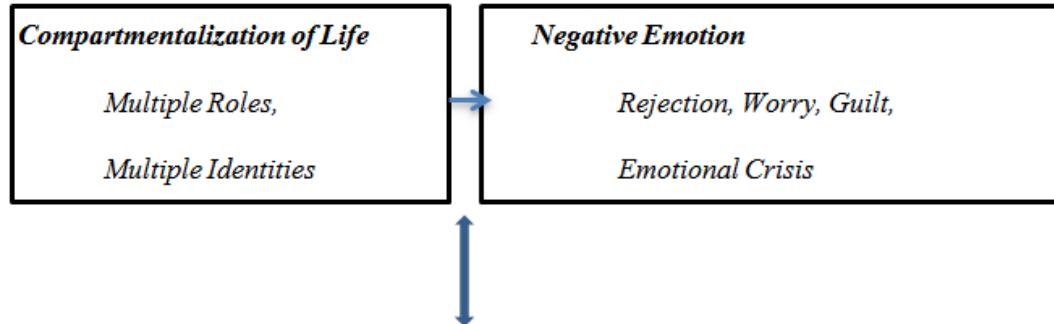 Compartmentalization of Life
Multiple Roles,
Multiple Identities
Negative Emotion
Rejection, Worry, Guilt,
Emotional Crisis